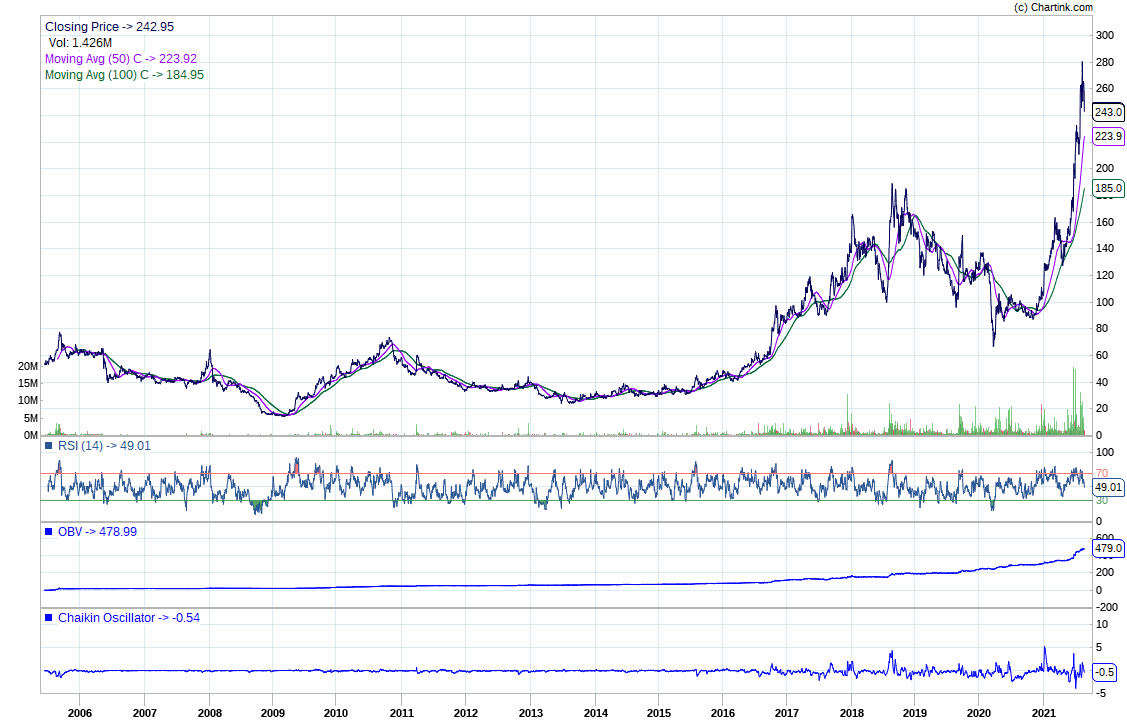 (c) Chartink.com
Closing Price -> 242.95
Vol: 1.426M
Moving Avg (50) C -> 223.92
Moving Avg (100) C -> 184.95
300
280
260
243.0
223.9
200
185.0
160
140
120
100
80
60
40
20
0
20M
15M
10M
5M
0M
RSI (14) -> 49.01
100
70
49.01
30
0
OBV -> 478.99
600
479.0
200
0
-200
Chaikin Oscillator -> -0.54
10
5
-0.5
-5
2006 2007 2008 2009 2010 2011 2012 2013 2014 2015 2016 2017 2018 2019 2020 2021